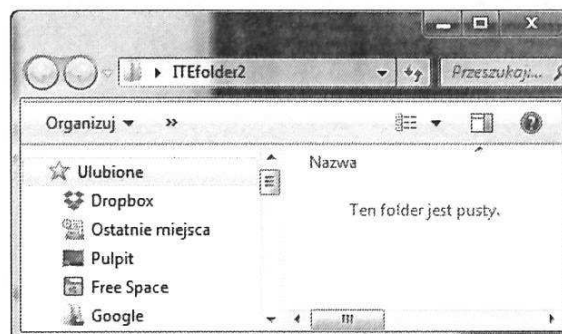 ITEfolder2
Przeszukaj:...
Organizuj
»
Nazwa
Ulubione
Ten folder jest pusty.
Dropbox
Ostatnie miejsca
Pulpit
Free Space
Google